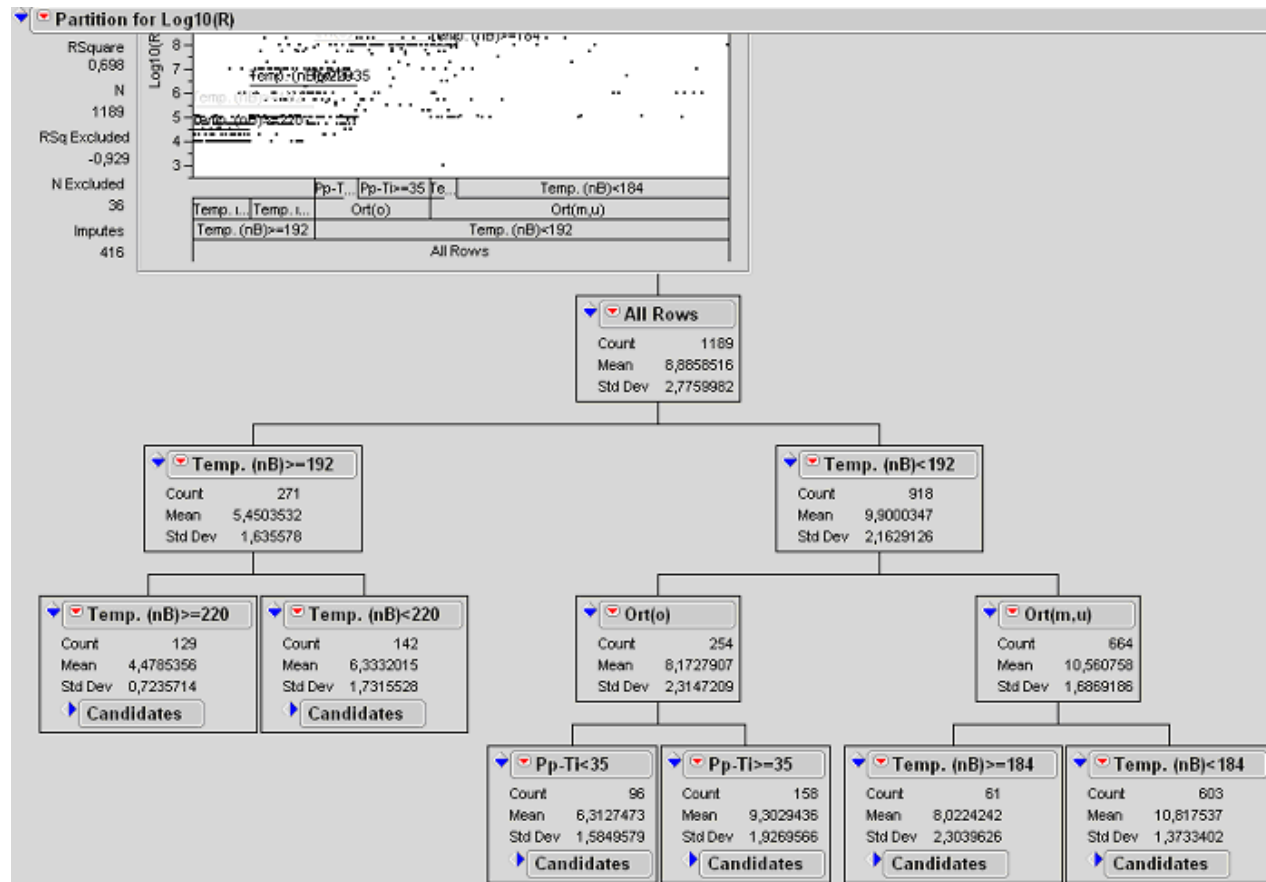 Partition for Log10(R)
RSquare
0,698
N
1189
RSq Excluded
-0,929
N Excluded
36
Imputes
416
Log10(R
8
7
6
5
4
3
Temp. (nB)>=184
Pp-T... Pp-Ti>=35 Te... Temp. (nB)<184
Temp. ı... Temp. ı... Ort(o) Ort(m,u)
Temp. (nB)>=192 Temp. (nB)<192
All Rows
All Rows
Count 1189
Mean 8,8858516
Std Dev 2,7759982
Temp. (nB)>=192
Count 271
Mean 5,4503532
Std Dev 1,635578
Temp. (nB)<192
Count 918
Mean 9,9000347
Std Dev 2,1629126
Temp. (nB)>=220
Count 129
Mean 4,4785356
Std Dev 0,7235714
Candidates
Temp. (nB)<220
Count 142
Mean 6,3332015
Std Dev 1,7315528
Candidates
Ort(o)
Count 254
Mean 8,1727907
Std Dev 2,3147209
Ort(m,u)
Count 664
Mean 10,560758
Std Dev 1,6869186
Pp-Ti<35
Count 96
Mean 6,3127473
Std Dev 1,5849579
Candidates
Pp-Ti>=35
Count 158
Mean 9,3029436
Std Dev 1,9269566
Candidates
Temp. (nB)>=184
Count 61
Mean 8,0224242
Std Dev 2,3039626
Candidates
Temp. (nB)<184
Count 603
Mean 10,817537
Std Dev 1,3733402
Candidates